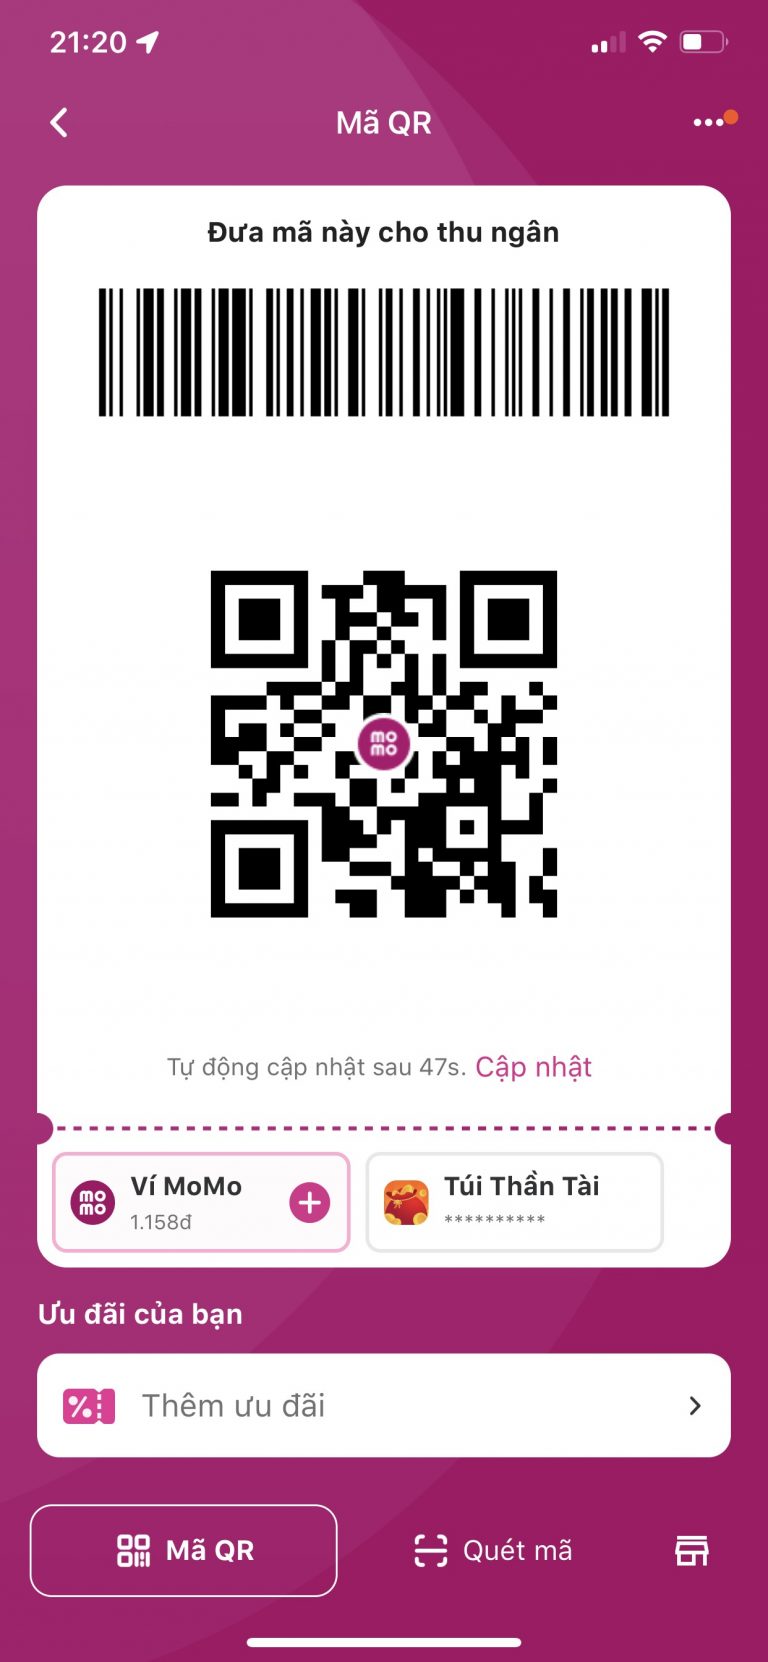 21:20
Mã QR
Đưa mã này cho thu ngân
mo
mo
Tự động cập nhật sau 47s. Cập nhật
mo
mo
Ví MoMo
1.158đ
Túi Thần Tài
**********
Ưu đãi của bạn
Thêm ưu đãi
Mã QR
Quét mã